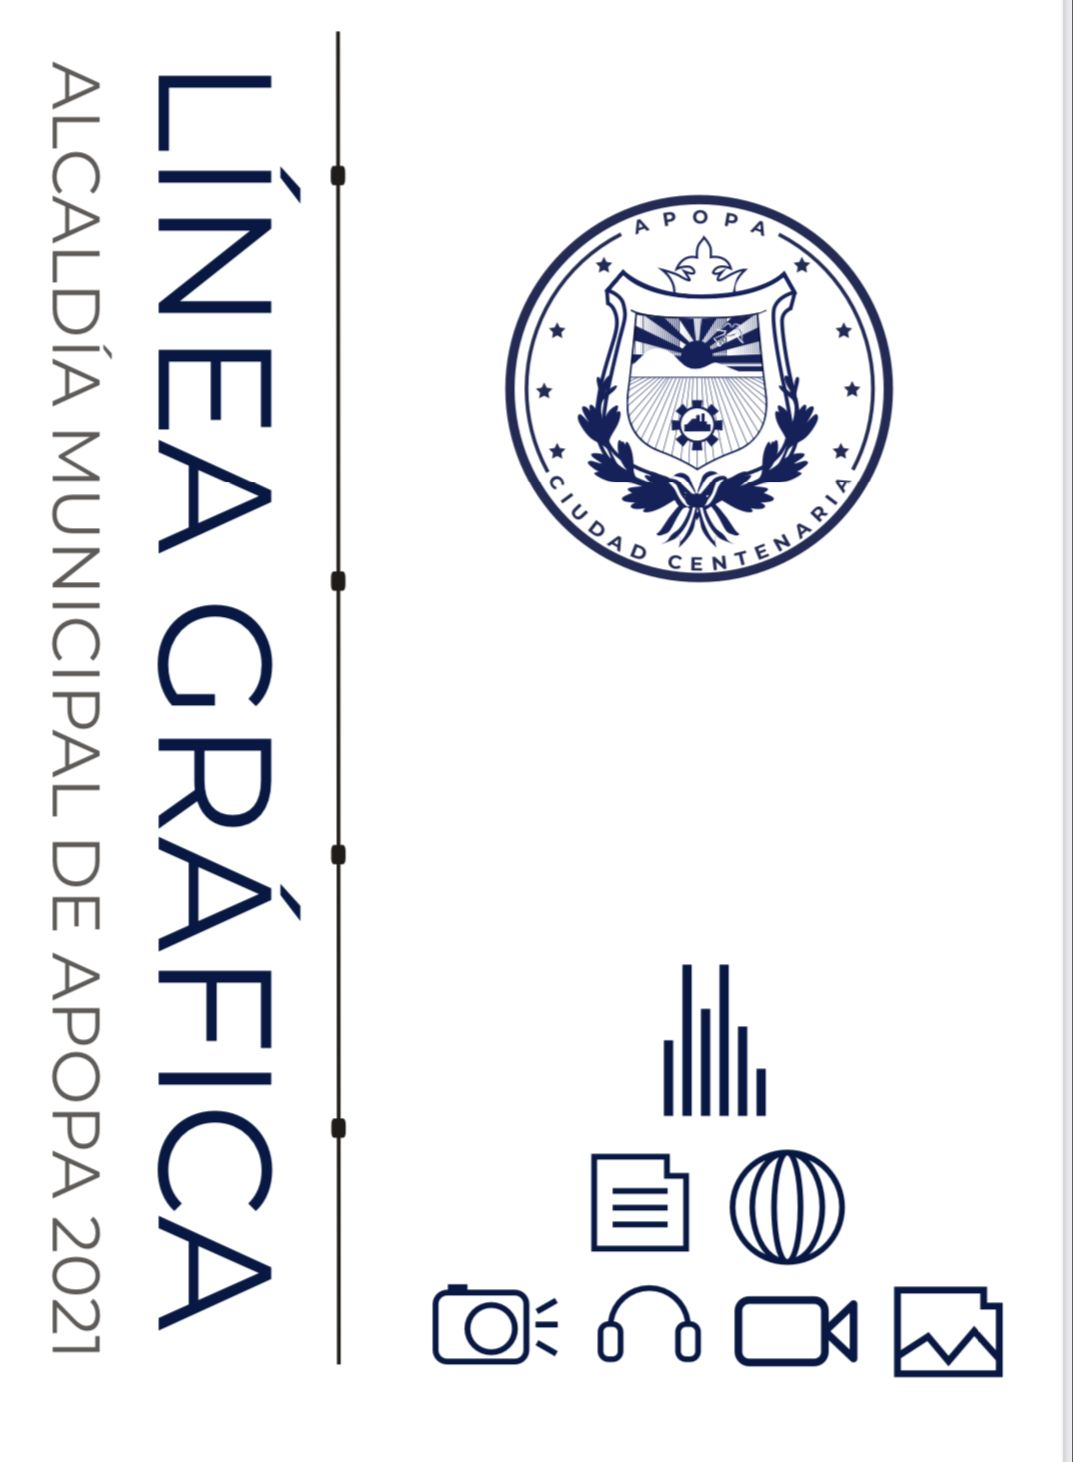 LÍNEA GRÁFICA
ALCALDÍA MUNICIPAL DE APOPA 2021
APOPA
CIUDAD CENTENARIA